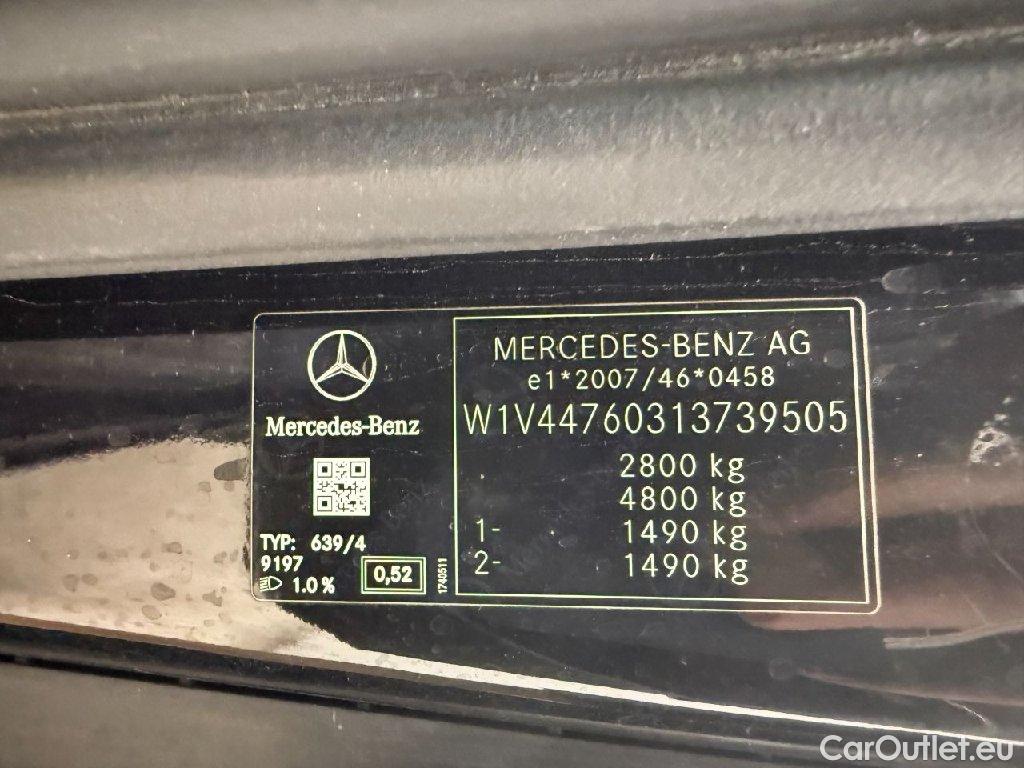 Mercedes-Benz
TYP: 639/4
9197
1.0 %
0,52
1740511
MERCEDES-BENZ AG
e1*2007/46*0458
W1V44760313739505
2800 kg
4800 kg
1- 1490 kg
2- 1490 kg
CarOutlet.eu